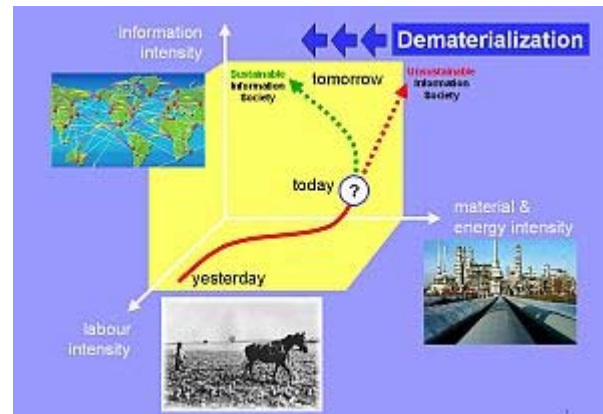 information
intensity
Dematerialization
Sustainable
Information
Society
tomorrow
Unsustainable
Information
Society
today
?
material &
energy intensity
yesterday
labour
intensity